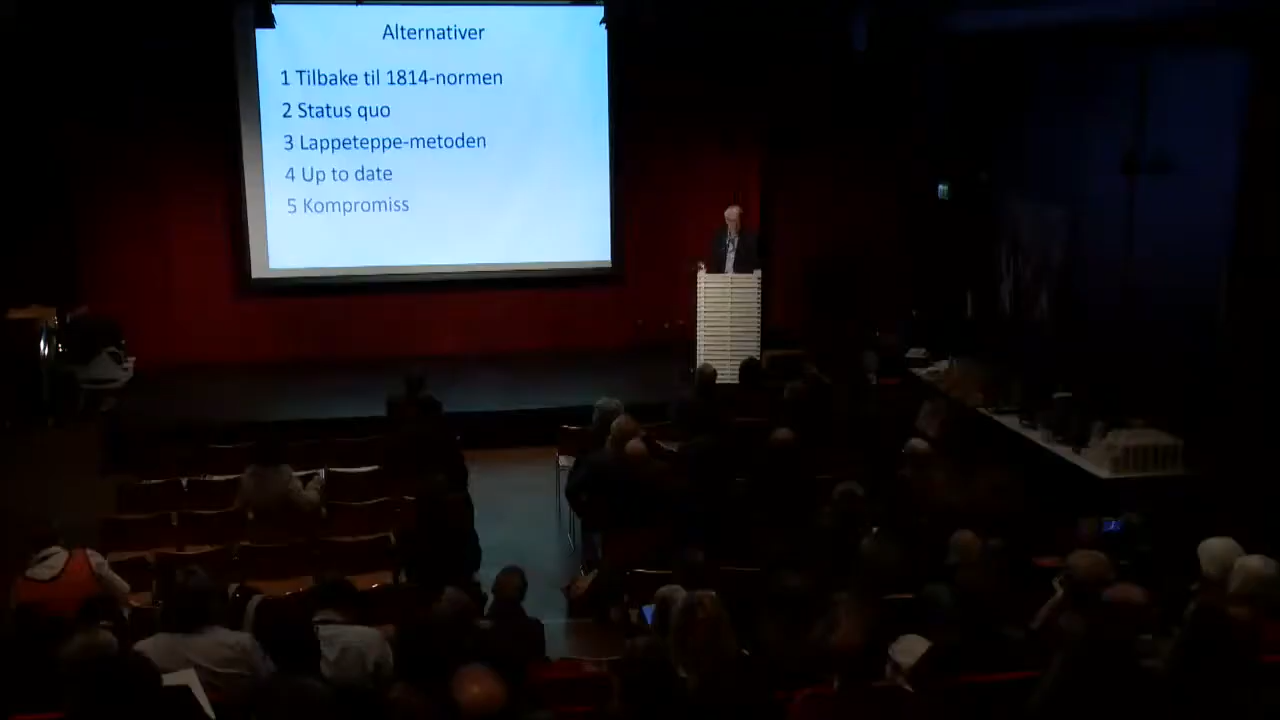 Alternativer
1 Tilbake til 1814-normen
2 Status quo
3 Lappeteppe-metoden
4 Up to date
5 Kompromiss